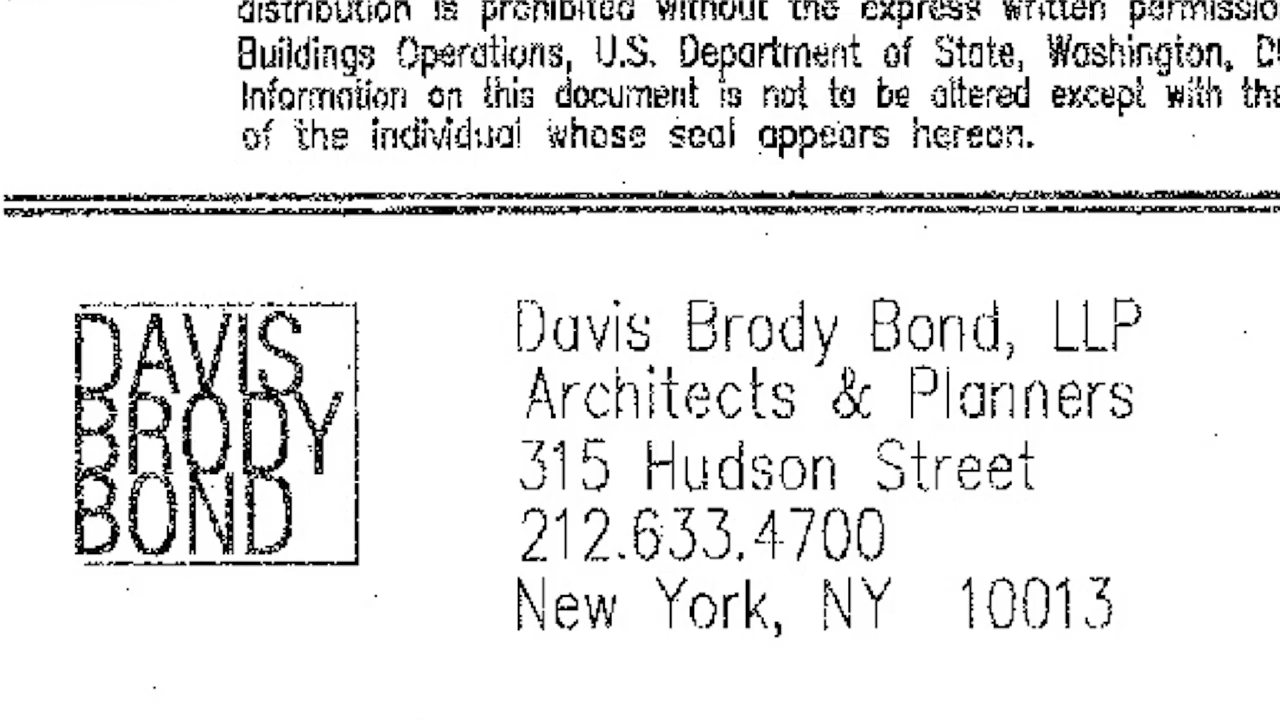 distribution is prohibited without the express written permission
Buildings Operations, U.S. Department of State, Washington,
Information on this document is not to be altered except with the
of the individual whose seal appears hereon.
DAVIS
BRODY
BOND
Davis Brody Bond, LLP
Architects & Planners
315 Hudson Street
212.633.4700
New York, NY 10013